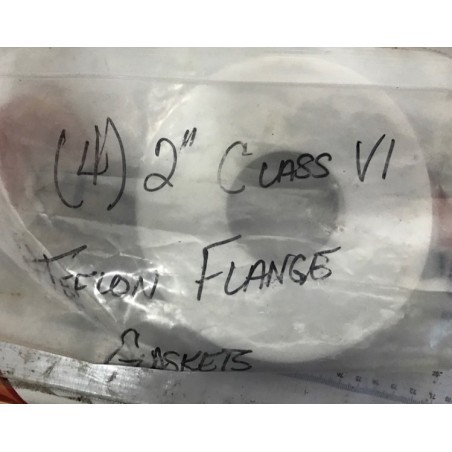 (4) 2" CLASS VI
TEFLON FLANGE
GASKETS